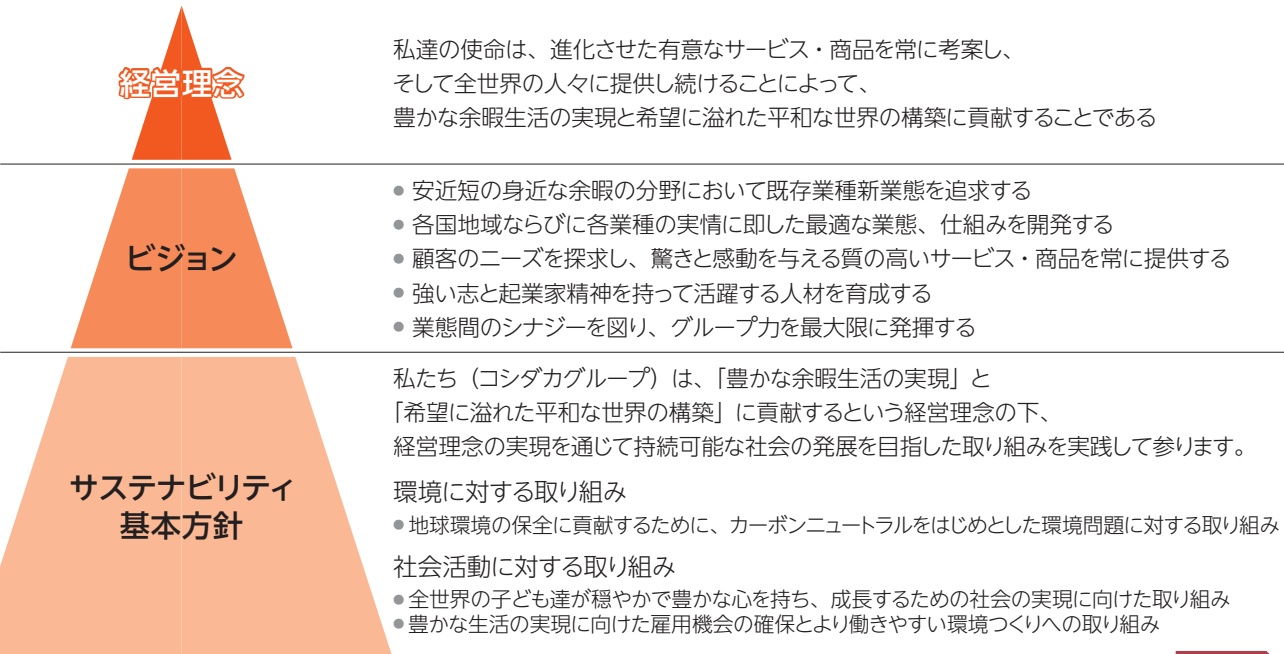 経営理念
私達の使命は、進化させた有意なサービス・商品を常に考案し、
そして全世界の人々に提供し続けることによって、
豊かな余暇生活の実現と希望に溢れた平和な世界の構築に貢献することである
ビジョン
● 安近短の身近な余暇の分野において既存業種新業態を追求する
● 各国地域ならびに各業種の実情に即した最適な業態、仕組みを開発する
● 顧客のニーズを探求し、驚きと感動を与える質の高いサービス・商品を常に提供する
● 強い志と起業家精神を持って活躍する人材を育成する
● 業態間のシナジーを図り、グループ力を最大限に発揮する
サステナビリティ
基本方針
私たち（コシダカグループ）は、「豊かな余暇生活の実現」と
「希望に溢れた平和な世界の構築」に貢献するという経営理念の下、
経営理念の実現を通じて持続可能な社会の発展を目指した取り組みを実践して参ります。
環境に対する取り組み
● 地球環境の保全に貢献するために、カーボンニュートラルをはじめとした環境問題に対する取り組み
社会活動に対する取り組み
● 全世界の子ども達が穏やかで豊かな心を持ち、成長するための社会の実現に向けた取り組み
● 豊かな生活の実現に向けた雇用機会の確保とより働きやすい環境つくりへの取り組み